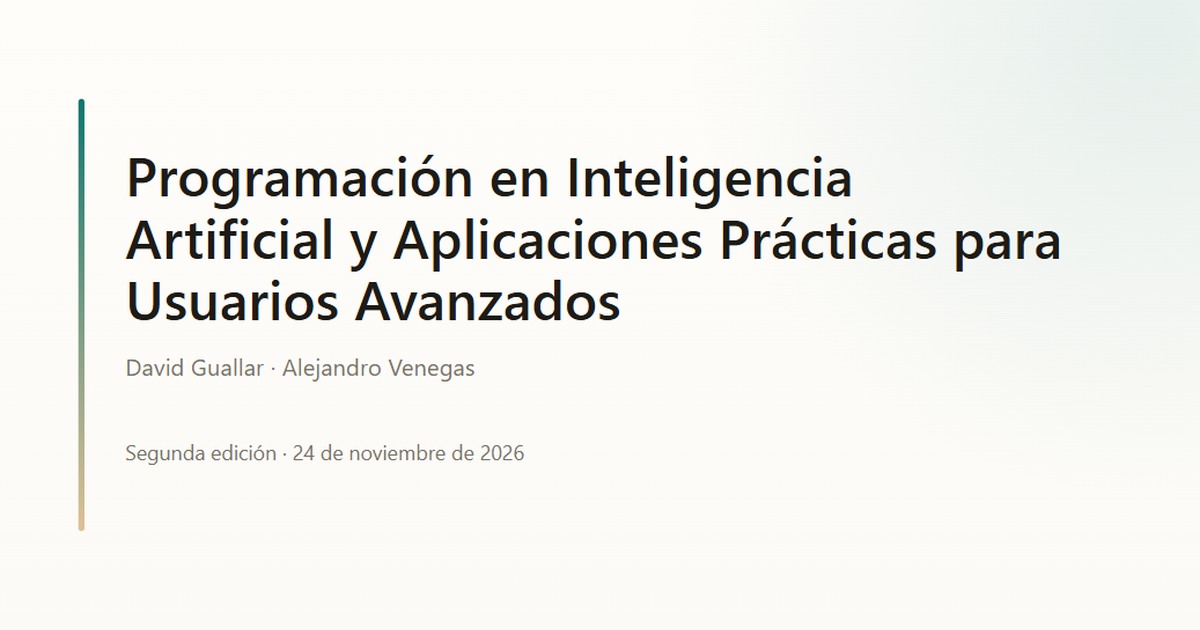 Programación en Inteligencia
Artificial y Aplicaciones Prácticas para
Usuarios Avanzados
David Guallar · Alejandro Venegas
Segunda edición · 24 de noviembre de 2026